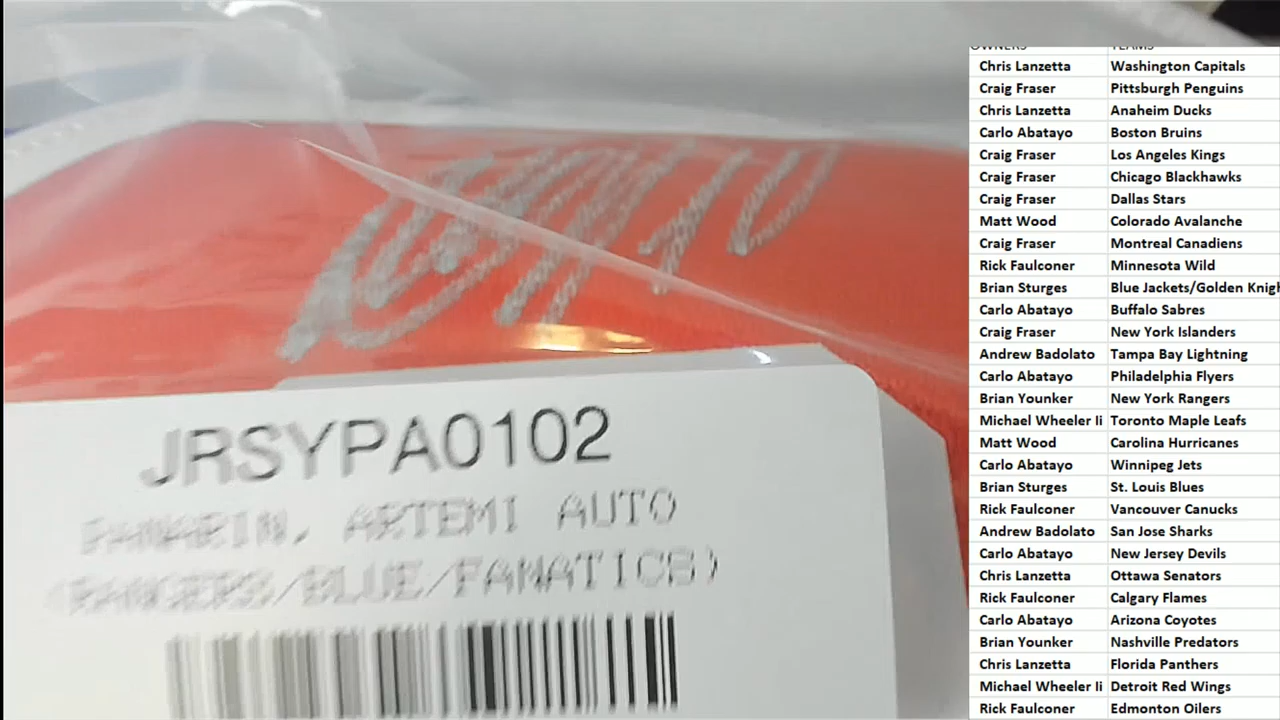 JRSYPA0102
PANARIN, ARTEMI AUTO
(RANGERS/BLUE/FANATICS)
OWNERS TEAMS
Chris Lanzetta Washington Capitals
Craig Fraser Pittsburgh Penguins
Chris Lanzetta Anaheim Ducks
Carlo Abatayo Boston Bruins
Craig Fraser Los Angeles Kings
Craig Fraser Chicago Blackhawks
Craig Fraser Dallas Stars
Matt Wood Colorado Avalanche
Craig Fraser Montreal Canadiens
Rick Faulconer Minnesota Wild
Brian Sturges Blue Jackets/Golden Knigh
Carlo Abatayo Buffalo Sabres
Craig Fraser New York Islanders
Andrew Badolato Tampa Bay Lightning
Carlo Abatayo Philadelphia Flyers
Brian Younker New York Rangers
Michael Wheeler Ii Toronto Maple Leafs
Matt Wood Carolina Hurricanes
Carlo Abatayo Winnipeg Jets
Brian Sturges St. Louis Blues
Rick Faulconer Vancouver Canucks
Andrew Badolato San Jose Sharks
Carlo Abatayo New Jersey Devils
Chris Lanzetta Ottawa Senators
Rick Faulconer Calgary Flames
Carlo Abatayo Arizona Coyotes
Brian Younker Nashville Predators
Chris Lanzetta Florida Panthers
Michael Wheeler Ii Detroit Red Wings
Rick Faulconer Edmonton Oilers